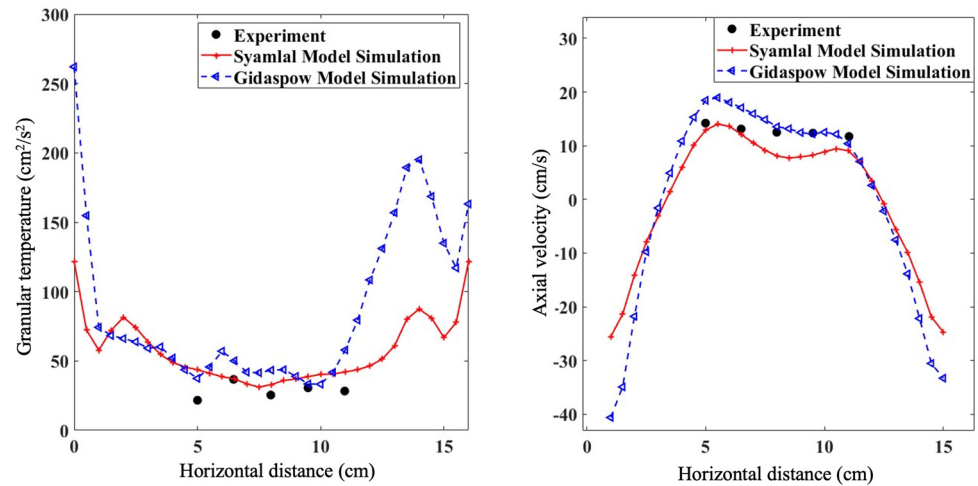 300
250
200
150
100
50
0
Granular temperature (cm²/s²)
Experiment
Syamlal Model Simulation
Gidaspow Model Simulation
0
5
10
15
Horizontal distance (cm)
30
20
10
0
-10
-20
-30
-40
Axial velocity (cm/s)
Experiment
Syamlal Model Simulation
Gidaspow Model Simulation
0
5
10
15
Horizontal distance (cm)